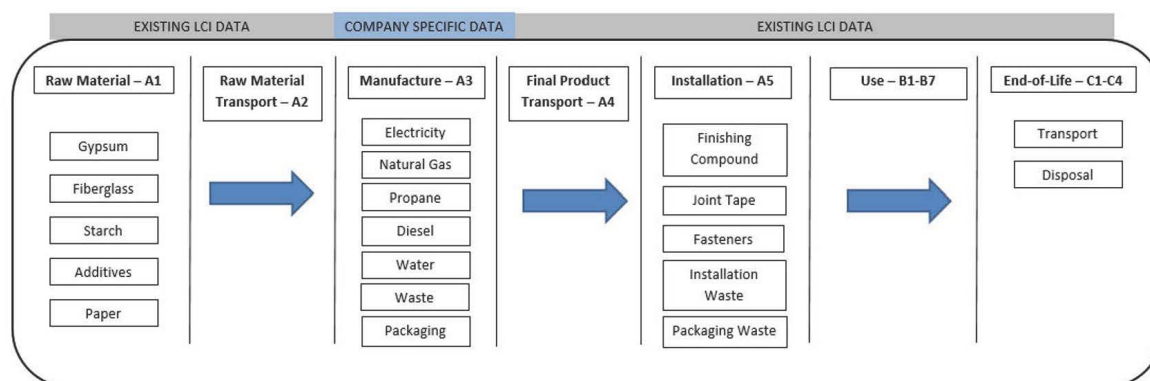 EXISTING LCI DATA
COMPANY SPECIFIC DATA
EXISTING LCI DATA
Raw Material – A1
Gypsum
Fiberglass
Starch
Additives
Paper
Raw Material
Transport – A2
Manufacture – A3
Electricity
Natural Gas
Propane
Diesel
Water
Waste
Packaging
Final Product
Transport – A4
Installation – A5
Finishing
Compound
Joint Tape
Fasteners
Installation
Waste
Packaging Waste
Use – B1-B7
End-of-Life – C1-C4
Transport
Disposal